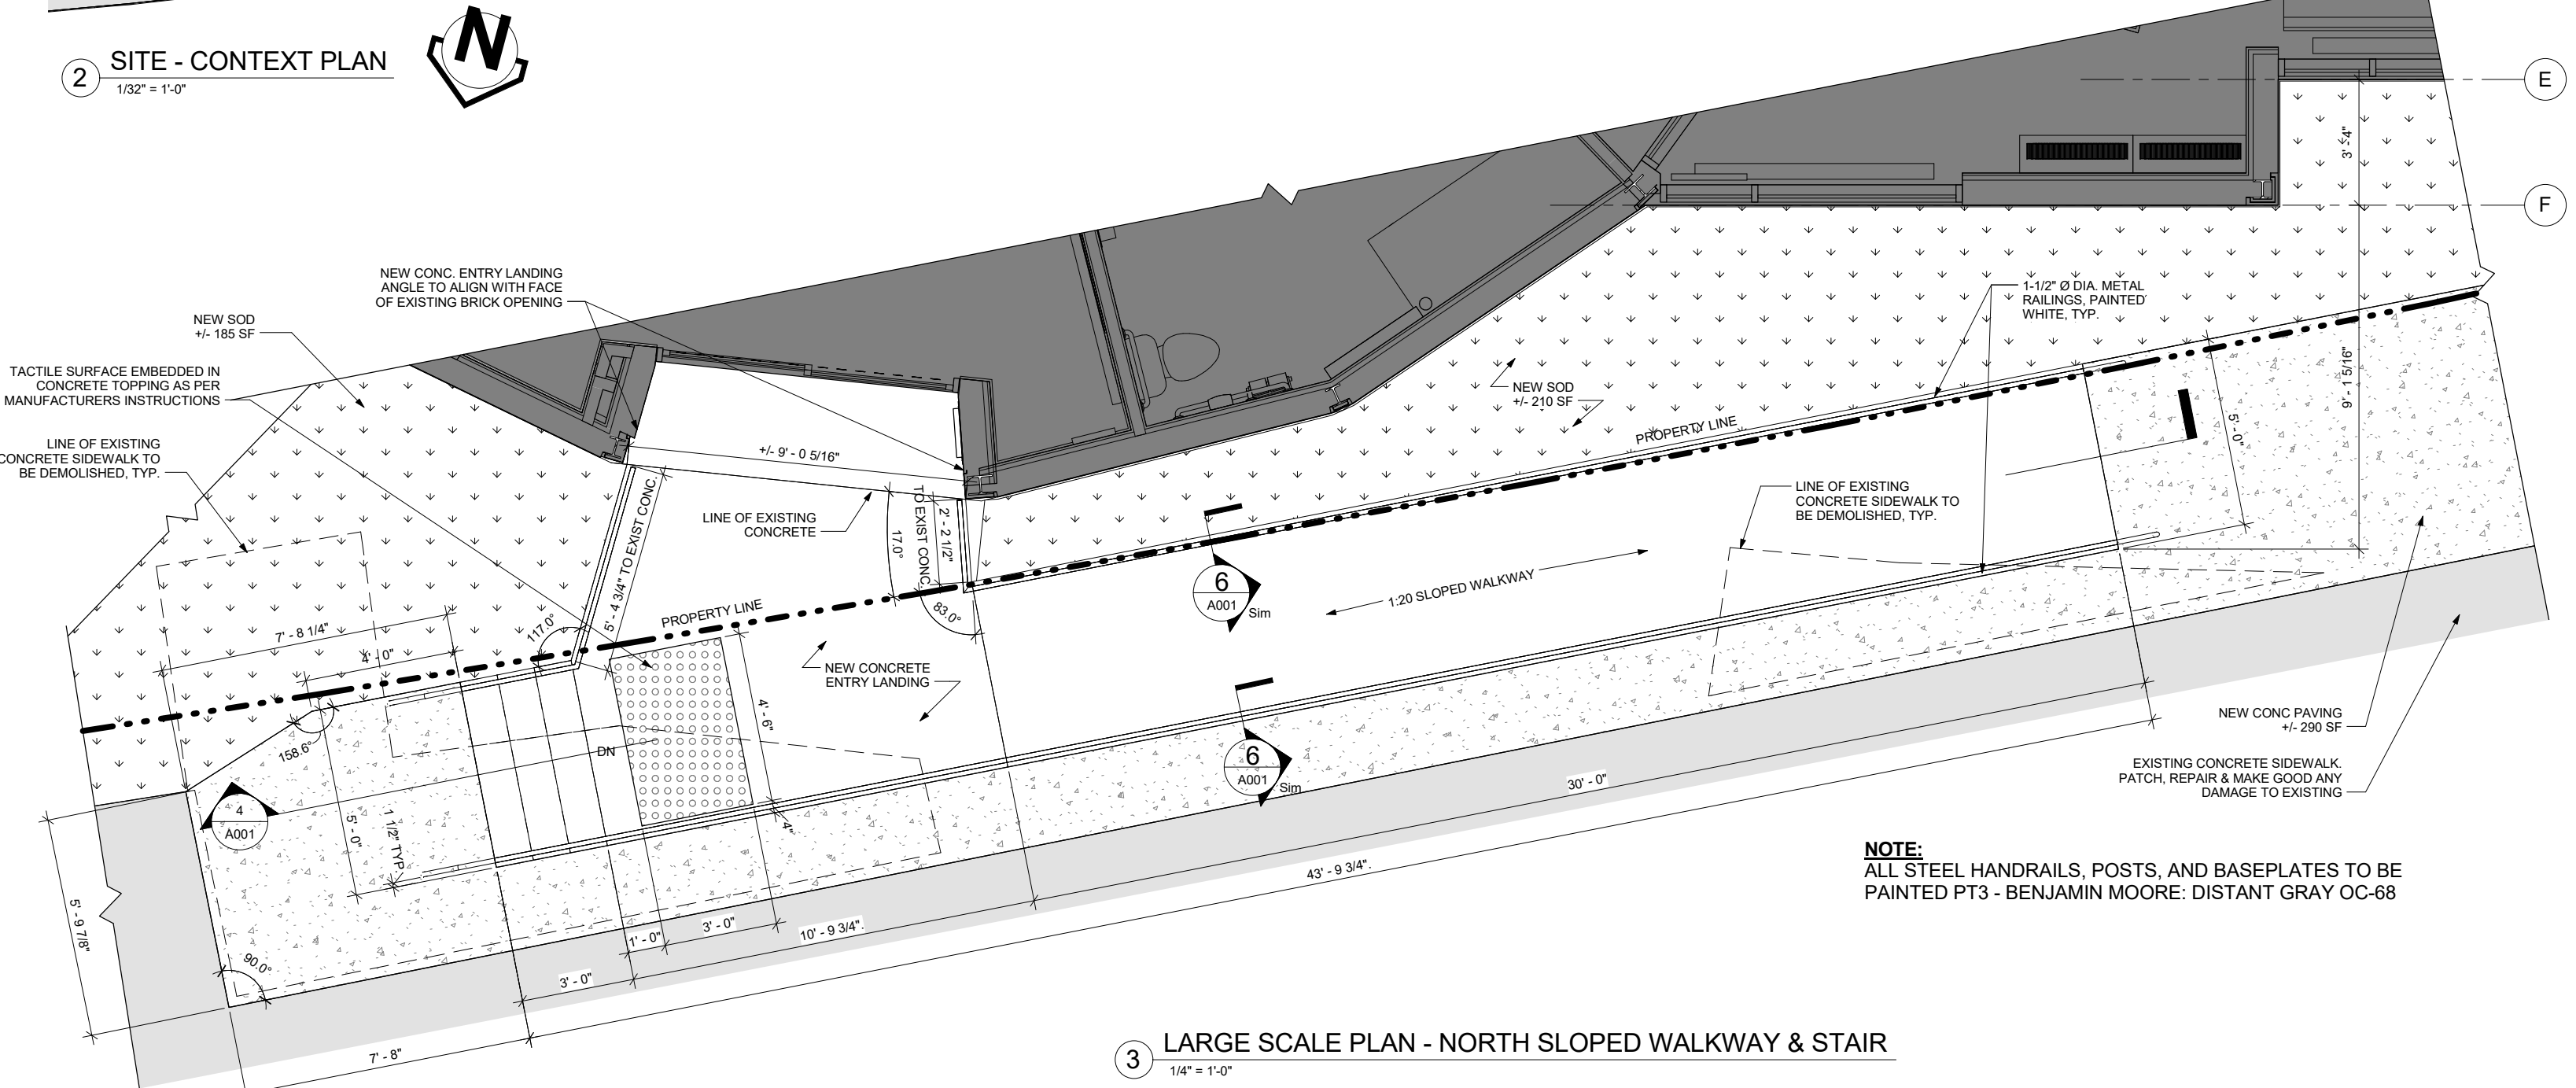 2
SITE - CONTEXT PLAN
1/32" = 1'-0"
N
E
3' - 4"
F
NEW CONC. ENTRY LANDING
ANGLE TO ALIGN WITH FACE
OF EXISTING BRICK OPENING
NEW SOD
+/- 185 SF
TACTILE SURFACE EMBEDDED IN
CONCRETE TOPPING AS PER
MANUFACTURERS INSTRUCTIONS
LINE OF EXISTING
CONCRETE SIDEWALK TO
BE DEMOLISHED, TYP.
1-1/2" Ø DIA. METAL
RAILINGS, PAINTED
WHITE, TYP.
NEW SOD
+/- 210 SF
PROPERTY LINE
9' - 1 5/16"
5' - 0"
+/- 9' - 0 5/16"
LINE OF EXISTING
CONCRETE
5' - 4 3/4" TO EXIST CONC.
17.0°
2' - 2 1/2"
TO EXIST CONC.
83.0°
LINE OF EXISTING
CONCRETE SIDEWALK TO
BE DEMOLISHED, TYP.
6
A001
Sim
1:20 SLOPED WALKWAY
PROPERTY LINE
117.0°
7' - 8 1/4"
4' - 0"
NEW CONCRETE
ENTRY LANDING
158.6°
4' - 6"
DN
6
A001
Sim
4
A001
5' - 0"
1 1/2" TYP.
4"
NEW CONC PAVING
+/- 290 SF
EXISTING CONCRETE SIDEWALK.
PATCH, REPAIR & MAKE GOOD ANY
DAMAGE TO EXISTING
30' - 0"
43' - 9 3/4".
10' - 9 3/4".
3' - 0"
1' - 0"
3' - 0"
5' - 9 7/8"
90.0°
7' - 8"
NOTE:
ALL STEEL HANDRAILS, POSTS, AND BASEPLATES TO BE
PAINTED PT3 - BENJAMIN MOORE: DISTANT GRAY OC-68
3
LARGE SCALE PLAN - NORTH SLOPED WALKWAY & STAIR
1/4" = 1'-0"